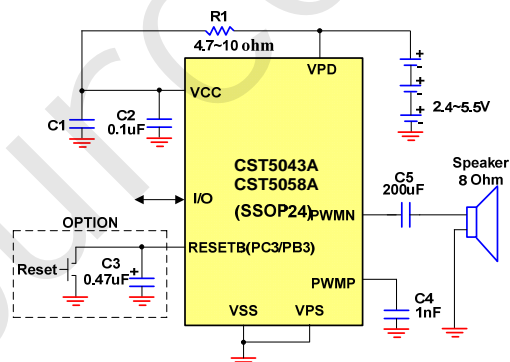 R1
4.7~10 ohm
VPD
+
-
+
-
+
-
2.4~5.5V
VCC
C1
C2
0.1uF
CST5043A
CST5058A
(SSOP24)
I/O
PWMN
C5
200uF
Speaker
8 Ohm
OPTION
RESETB(PC3/PB3)
Reset
C3
+
0.47uF
PWMP
C4
1nF
VSS
VPS